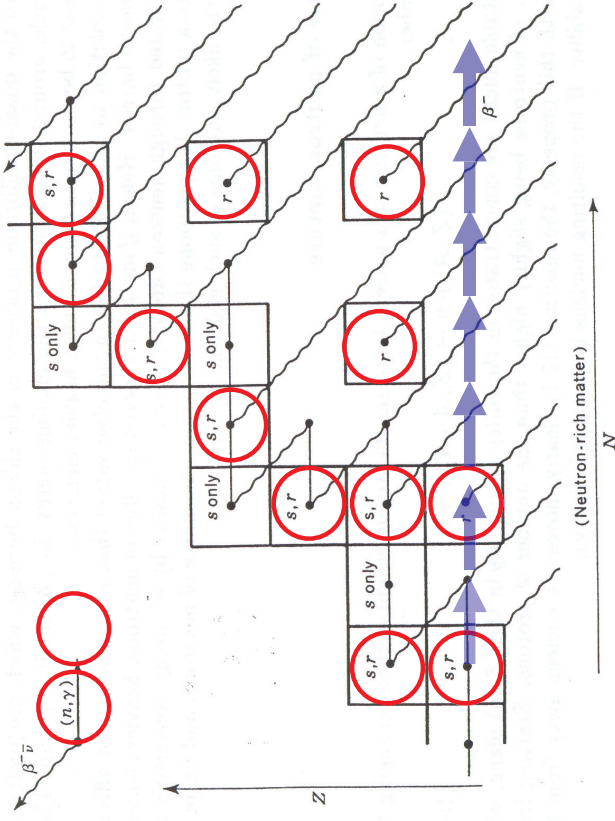 β⁻ν̄
(n,γ)
s only
s,r
s,r
s only
s,r
s only
r
s,r
Z
s,r
s only
s,r
r
r
s,r
r
β⁻
(Neutron-rich matter)
N